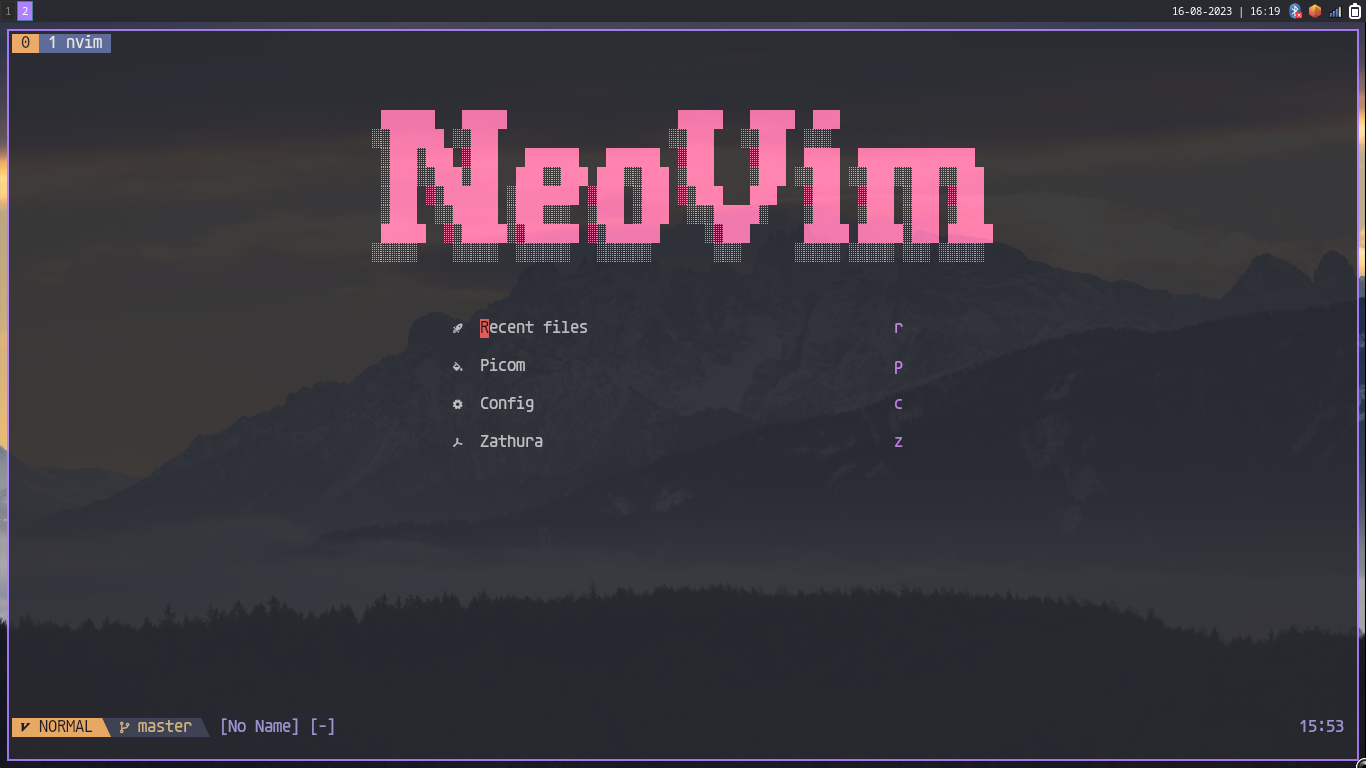 1 2 16-08-2023 | 16:19
0 1 nvim
NeoVim
Recent files r
Picom p
Config c
Zathura z
NORMAL master [No Name] [-] 15:53